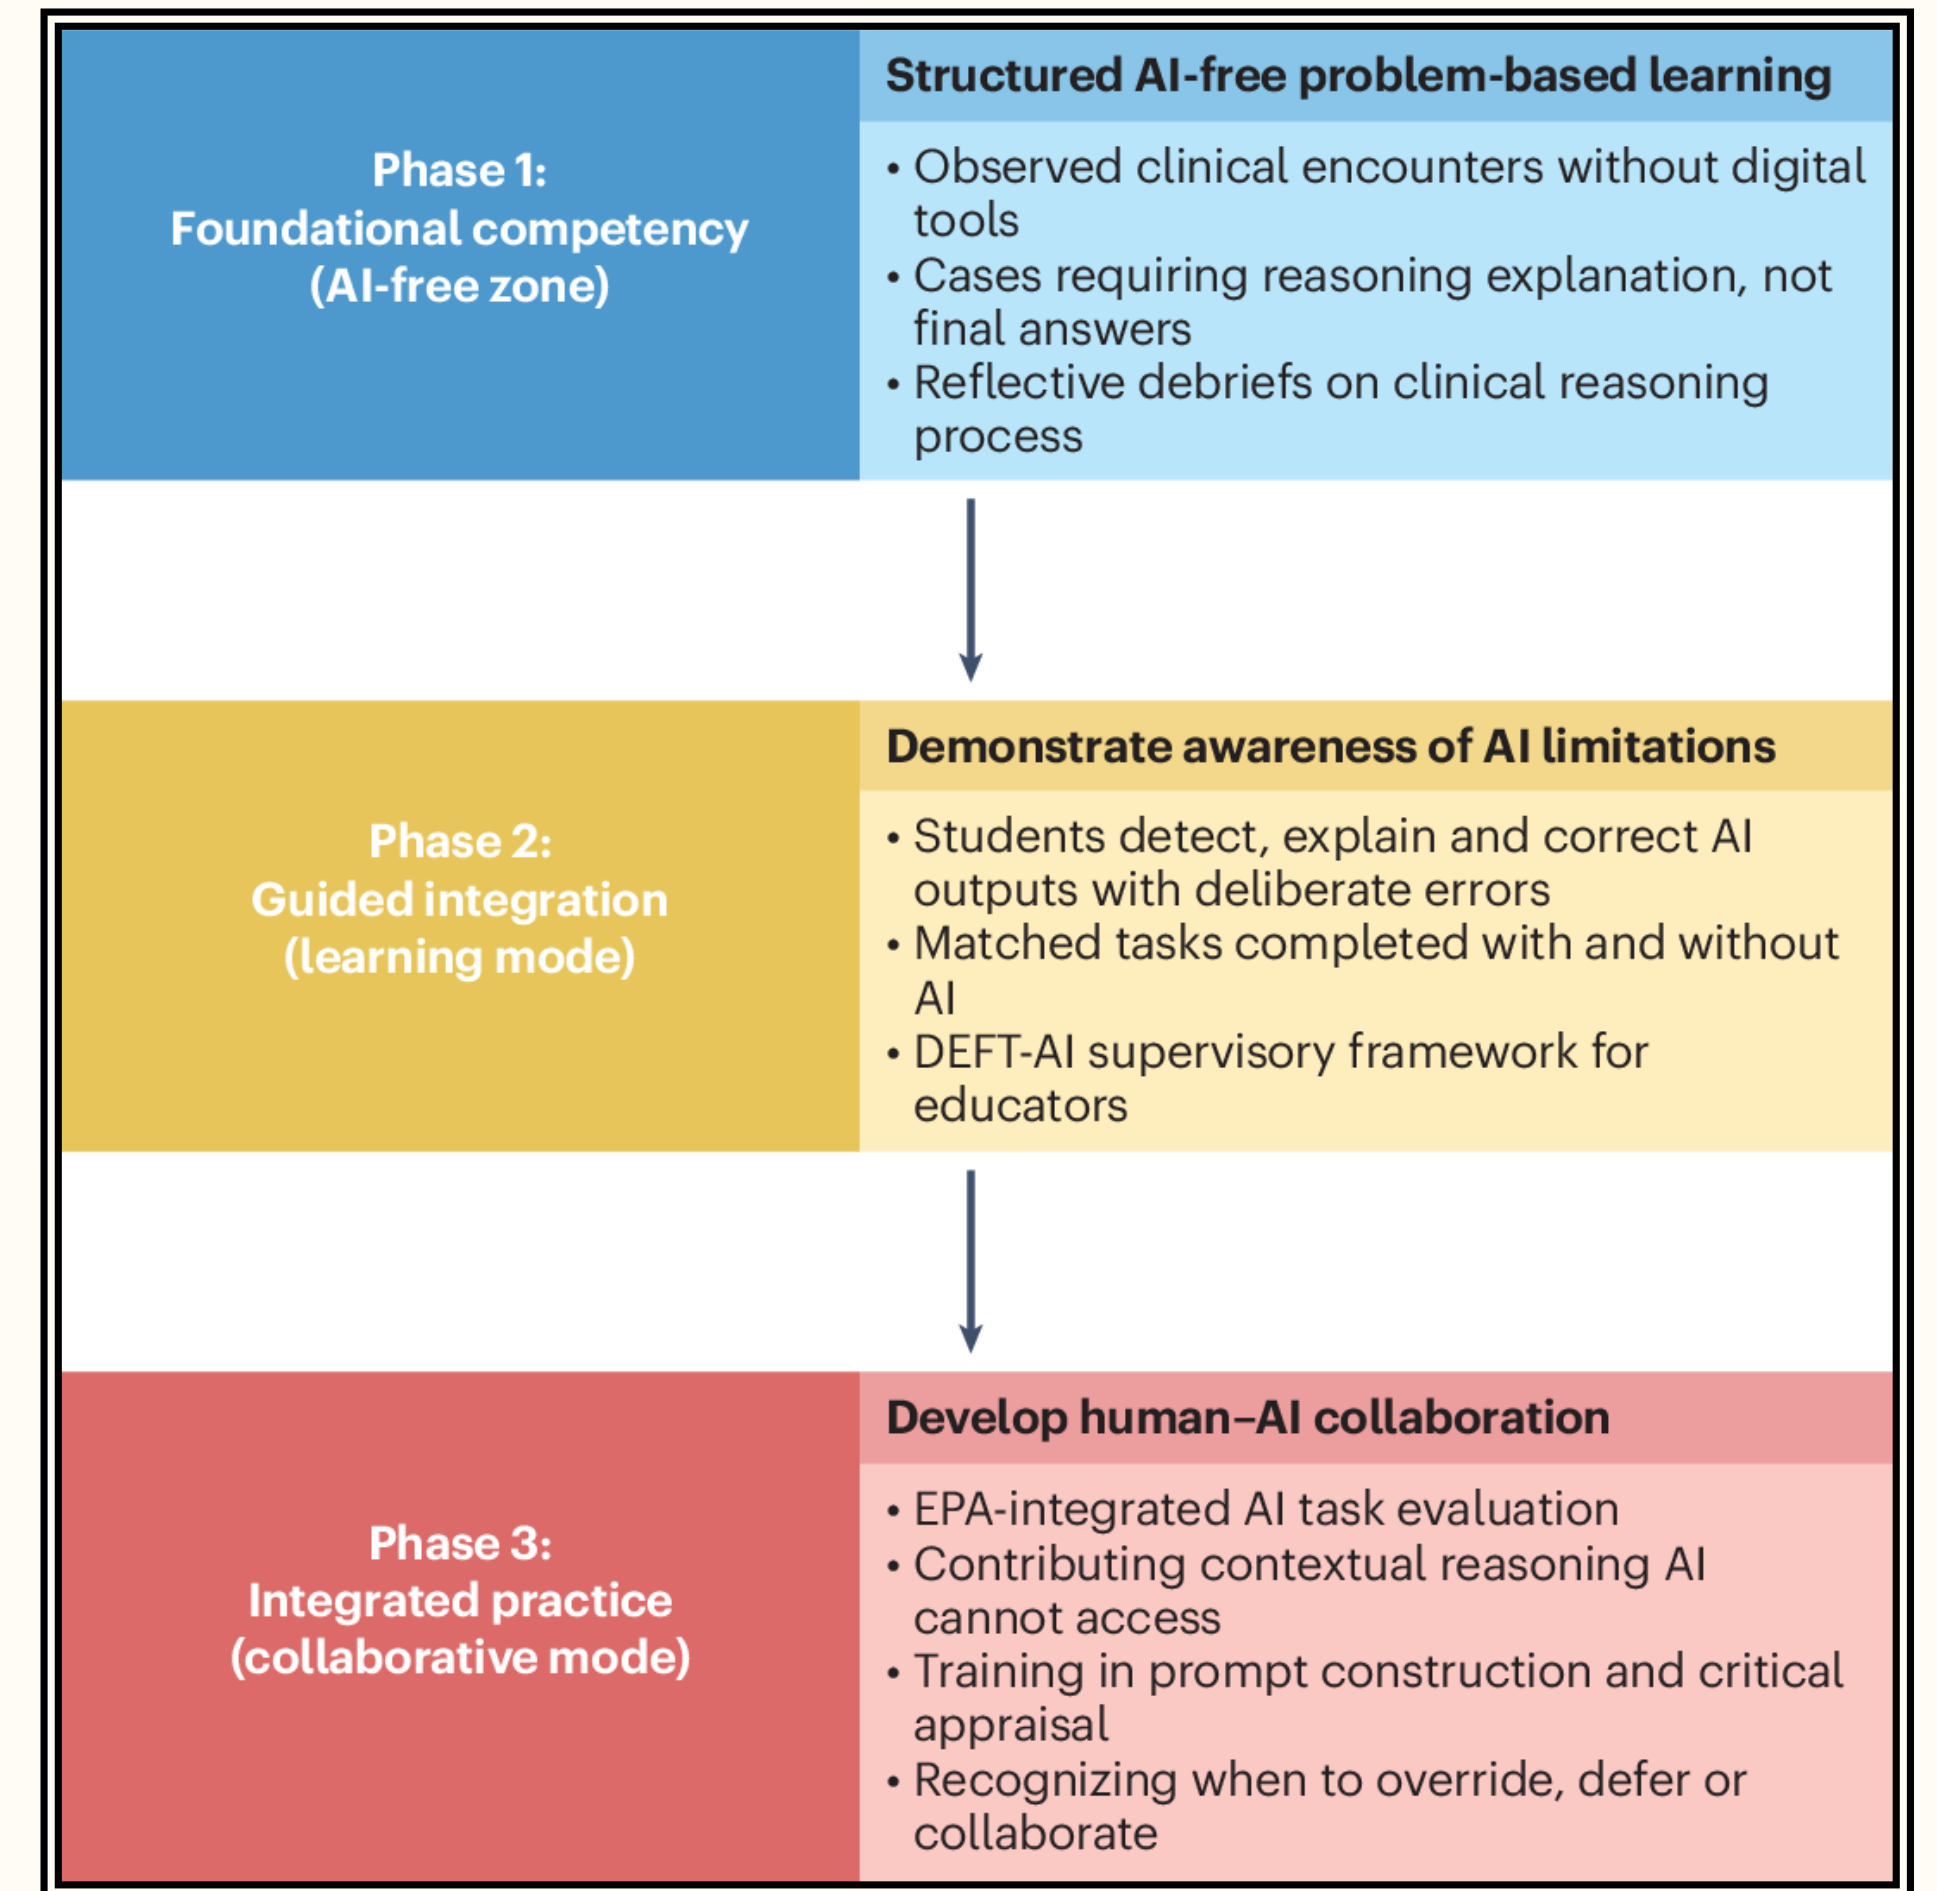 Phase 1:
Foundational competency
(AI-free zone)
Structured AI-free problem-based learning
• Observed clinical encounters without digital
tools
• Cases requiring reasoning explanation, not
final answers
• Reflective debriefs on clinical reasoning
process
Phase 2:
Guided integration
(learning mode)
Demonstrate awareness of AI limitations
• Students detect, explain and correct AI
outputs with deliberate errors
• Matched tasks completed with and without
AI
• DEFT-AI supervisory framework for
educators
Phase 3:
Integrated practice
(collaborative mode)
Develop human–AI collaboration
• EPA-integrated AI task evaluation
• Contributing contextual reasoning AI
cannot access
• Training in prompt construction and critical
appraisal
• Recognizing when to override, defer or
collaborate